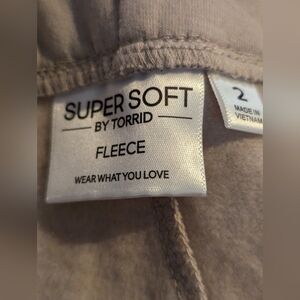 SUPER SOFT
BY TORRID
FLEECE
WEAR WHAT YOU LOVE
2
MADE IN
VIETNAM